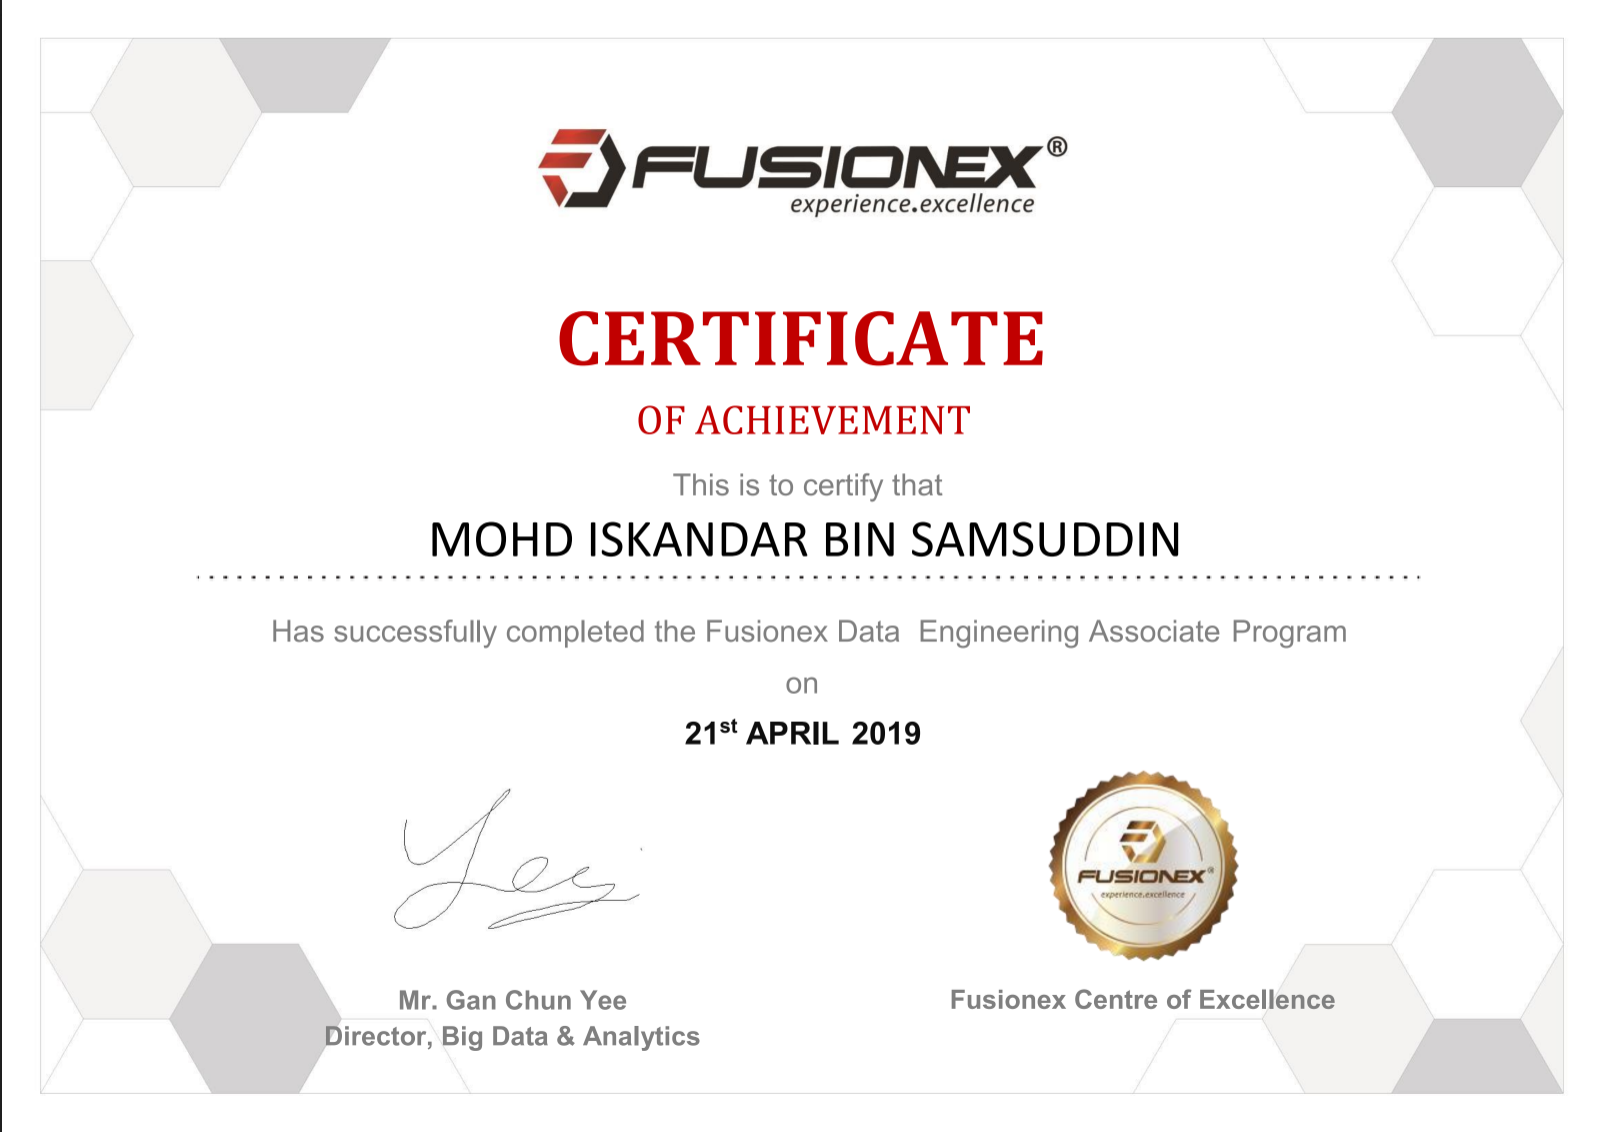 FUSIONEX®
experience.excellence
CERTIFICATE
OF ACHIEVEMENT
This is to certify that
MOHD ISKANDAR BIN SAMSUDDIN
Has successfully completed the Fusionex Data Engineering Associate Program
on
21st APRIL 2019
Yee
FUSIONEX®
experience.excellence
Mr. Gan Chun Yee
Director, Big Data & Analytics
Fusionex Centre of Excellence